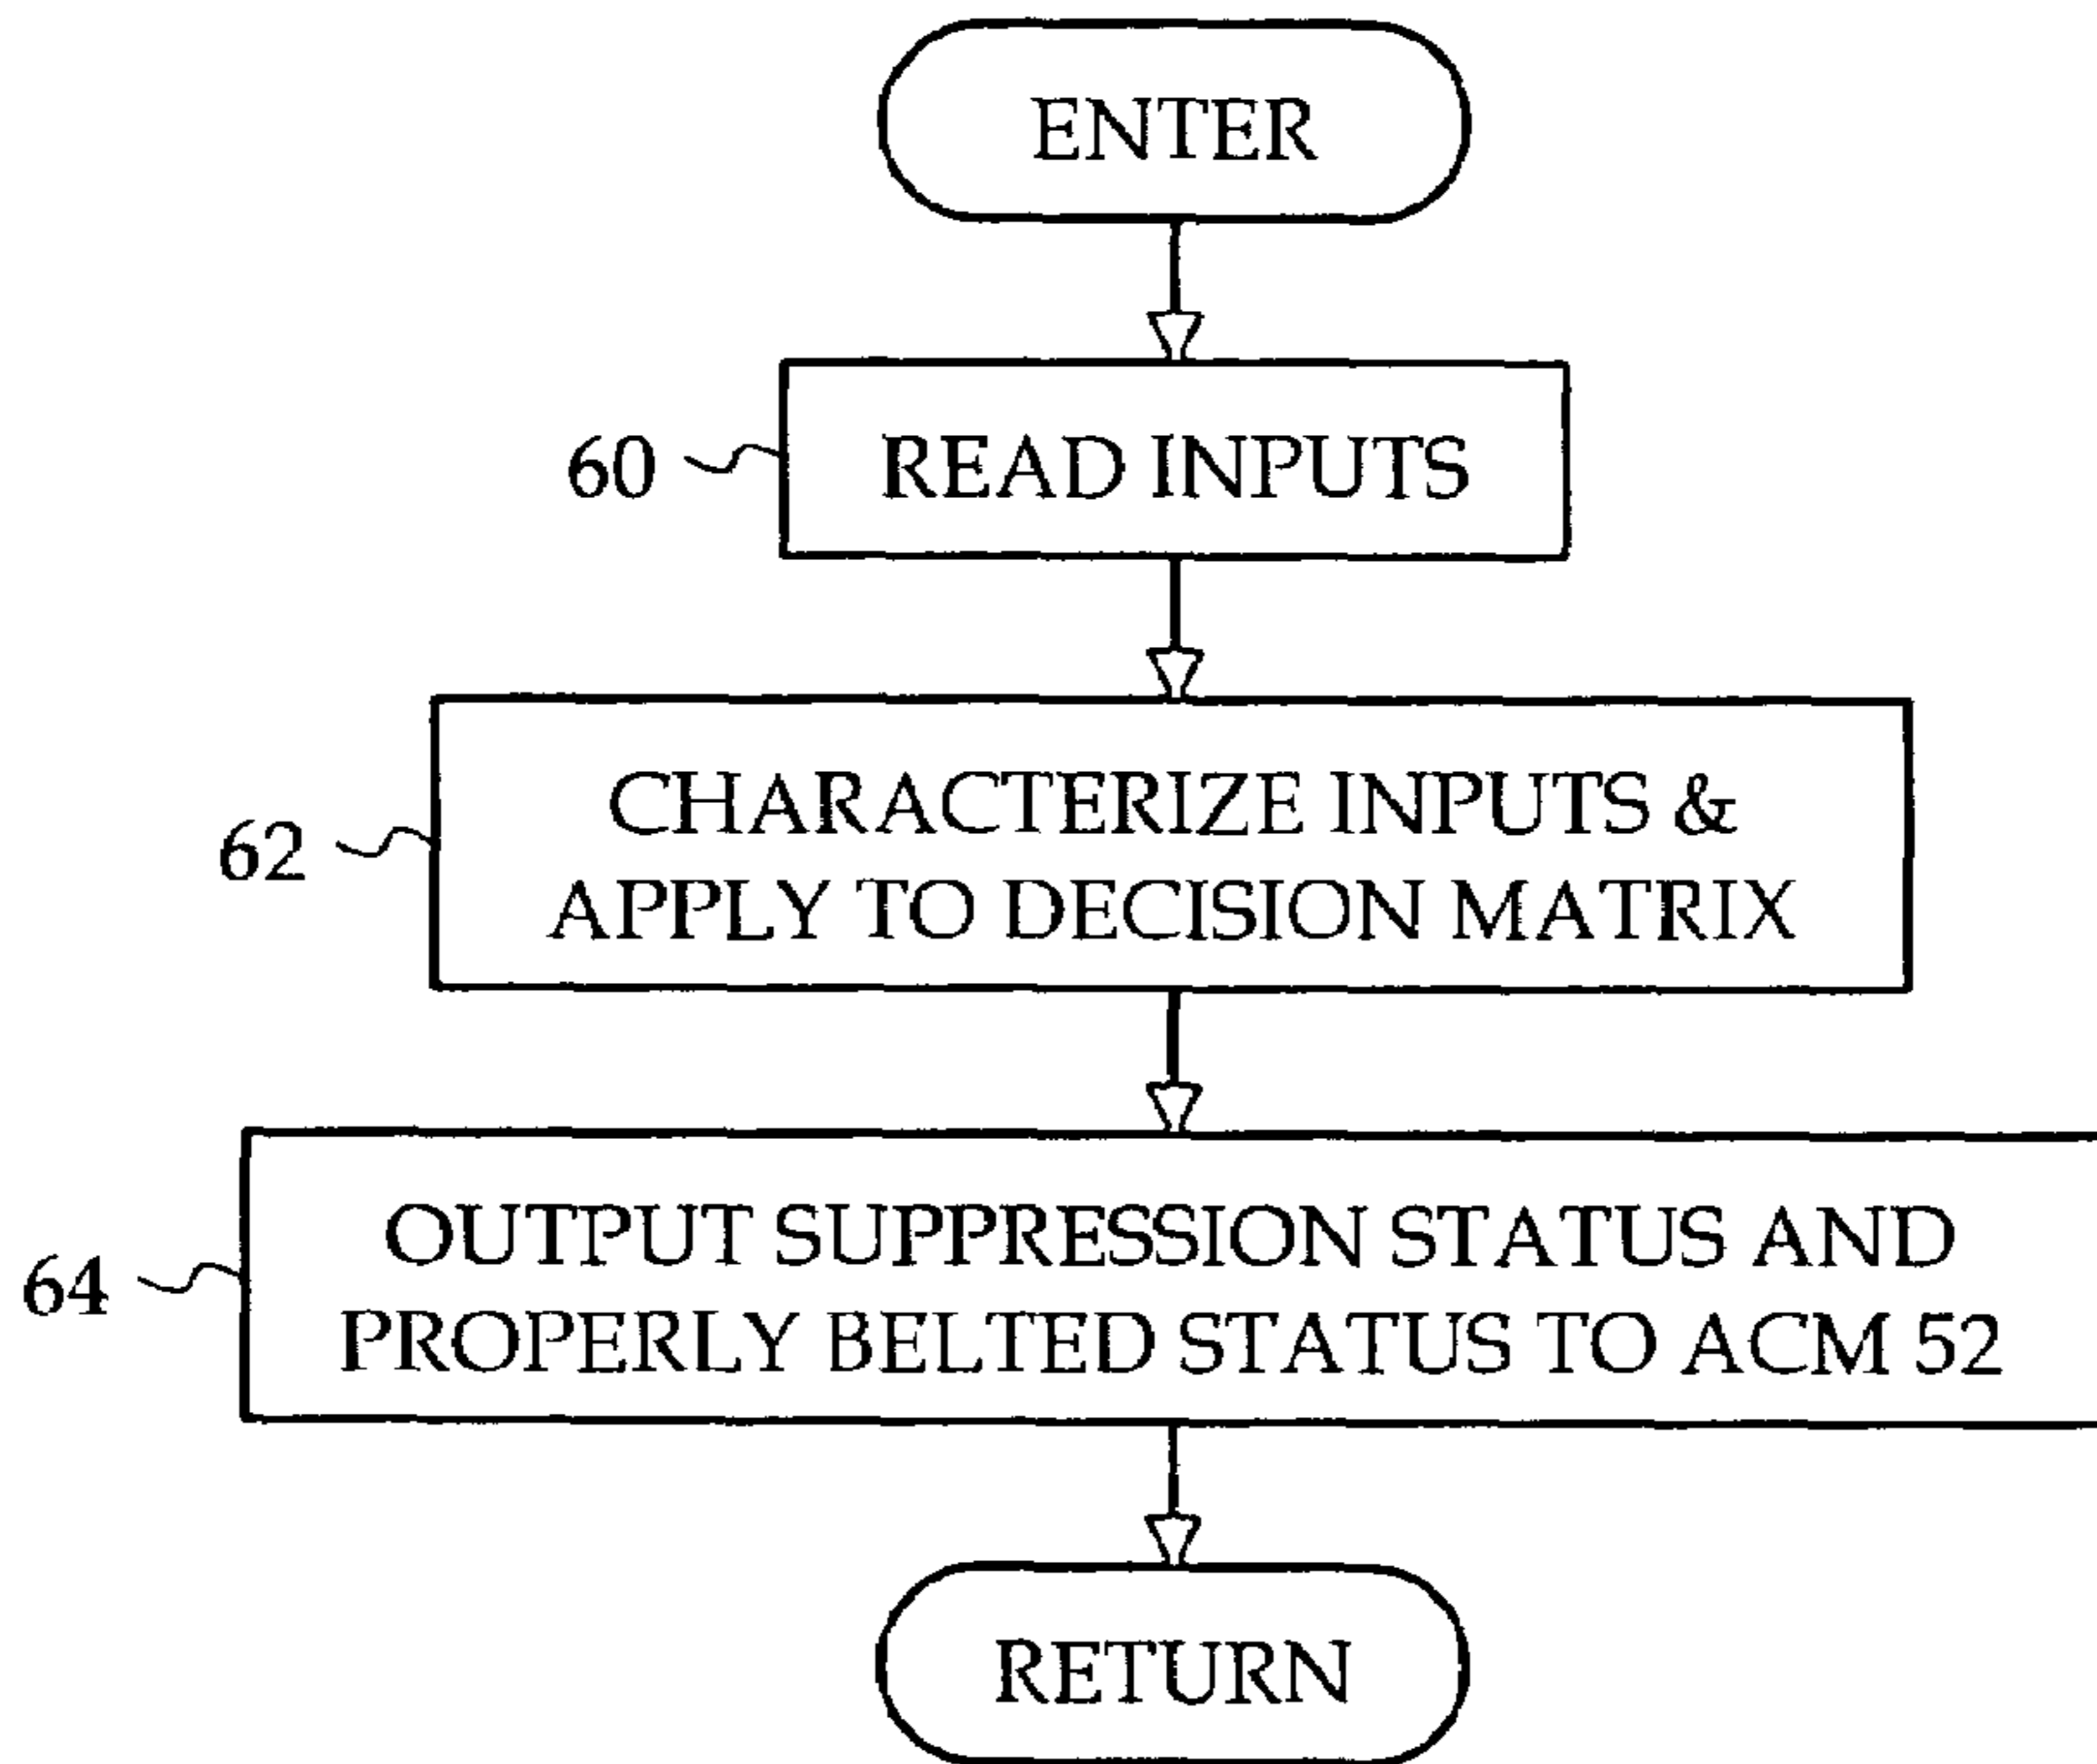 ENTER
60
READ INPUTS
62
CHARACTERIZE INPUTS &
APPLY TO DECISION MATRIX
64
OUTPUT SUPPRESSION STATUS AND
PROPERLY BELTED STATUS TO ACM 52
RETURN